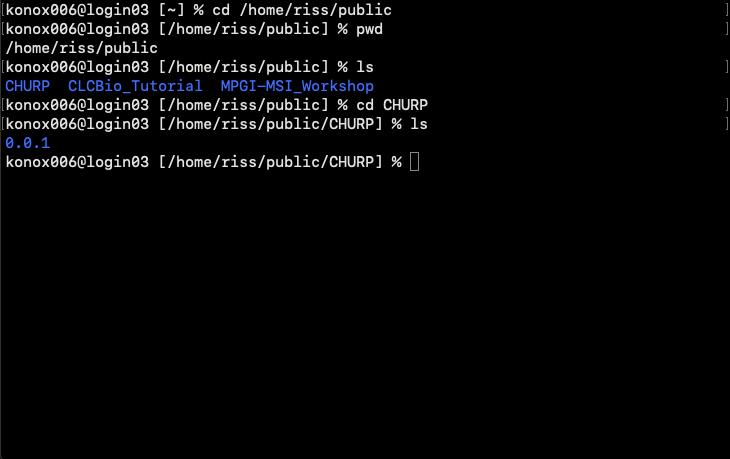 konox006@login03 [~] % cd /home/riss/public
konox006@login03 [/home/riss/public] % pwd
/home/riss/public
konox006@login03 [/home/riss/public] % ls
CHURP  CLCBio_Tutorial  MPGI-MSI_Workshop
konox006@login03 [/home/riss/public] % cd CHURP
konox006@login03 [/home/riss/public/CHURP] % ls
0.0.1
konox006@login03 [/home/riss/public/CHURP] %